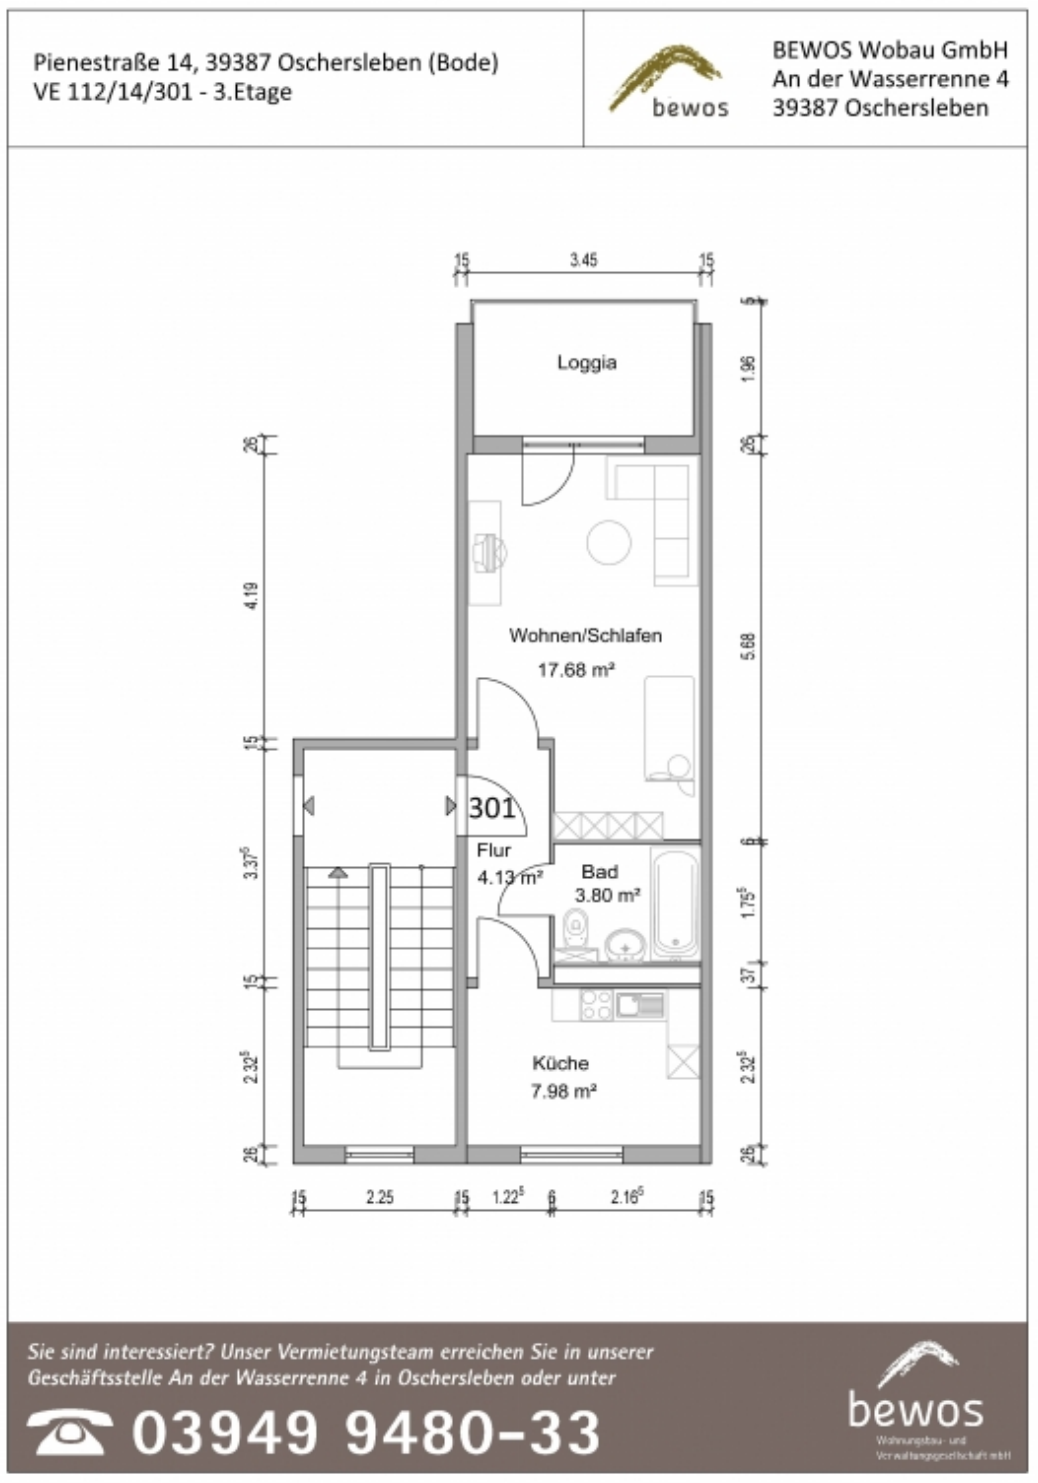 Pienestraße 14, 39387 Oschersleben (Bode)
VE 112/14/301 - 3.Etage
bewos
BEWOS Wobau GmbH
An der Wasserrenne 4
39387 Oschersleben
15 3.45 15
5
1.96
26
Loggia
26
4.19
5.68
Wohnen/Schlafen
17.68 m²
15
301
6
Flur
4.13 m²
Bad
3.80 m²
3.37⁵
1.75⁵
15
37
2.32⁵
2.32⁵
Küche
7.98 m²
26
26
15 2.25 15 1.22⁵ 6 2.16⁵ 15
Sie sind interessiert? Unser Vermietungsteam erreichen Sie in unserer
Geschäftsstelle An der Wasserrenne 4 in Oschersleben oder unter
03949 9480-33
bewos
Wohnungsbau- und
Verwaltungsgesellschaft mbH